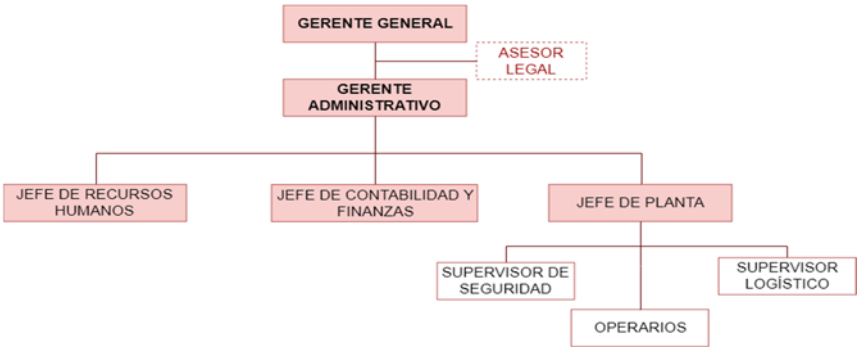 GERENTE GENERAL
ASESOR
LEGAL
GERENTE
ADMINISTRATIVO
JEFE DE RECURSOS
HUMANOS
JEFE DE CONTABILIDAD Y
FINANZAS
JEFE DE PLANTA
SUPERVISOR DE
SEGURIDAD
SUPERVISOR
LOGÍSTICO
OPERARIOS